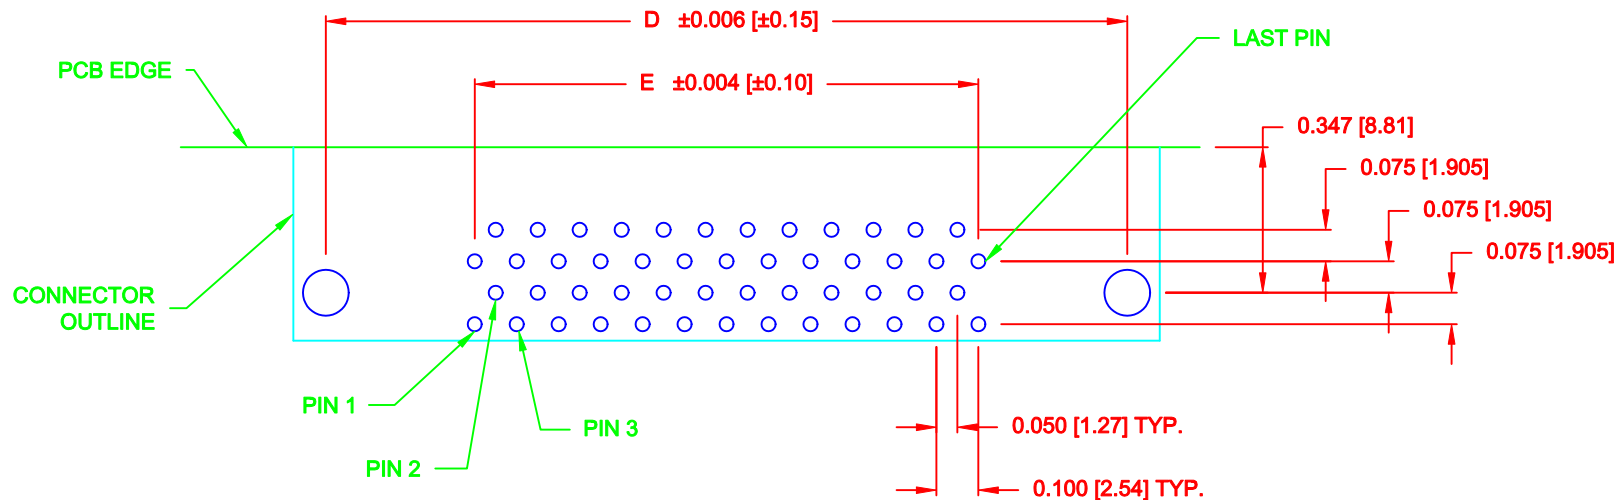 D ±0.006 [±0.15]
LAST PIN
PCB EDGE
E ±0.004 [±0.10]
0.347 [8.81]
0.075 [1.905]
0.075 [1.905]
0.075 [1.905]
CONNECTOR
OUTLINE
PIN 1
PIN 3
0.050 [1.27] TYP.
PIN 2
0.100 [2.54] TYP.